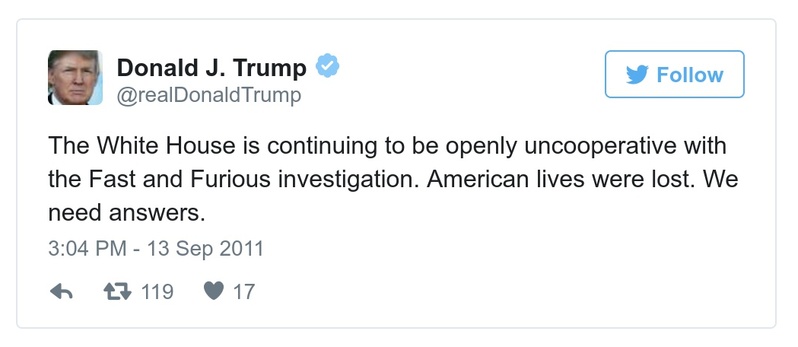 Donald J. Trump
@realDonaldTrump
Follow
The White House is continuing to be openly uncooperative with
the Fast and Furious investigation. American lives were lost. We
need answers.
3:04 PM - 13 Sep 2011
119 17